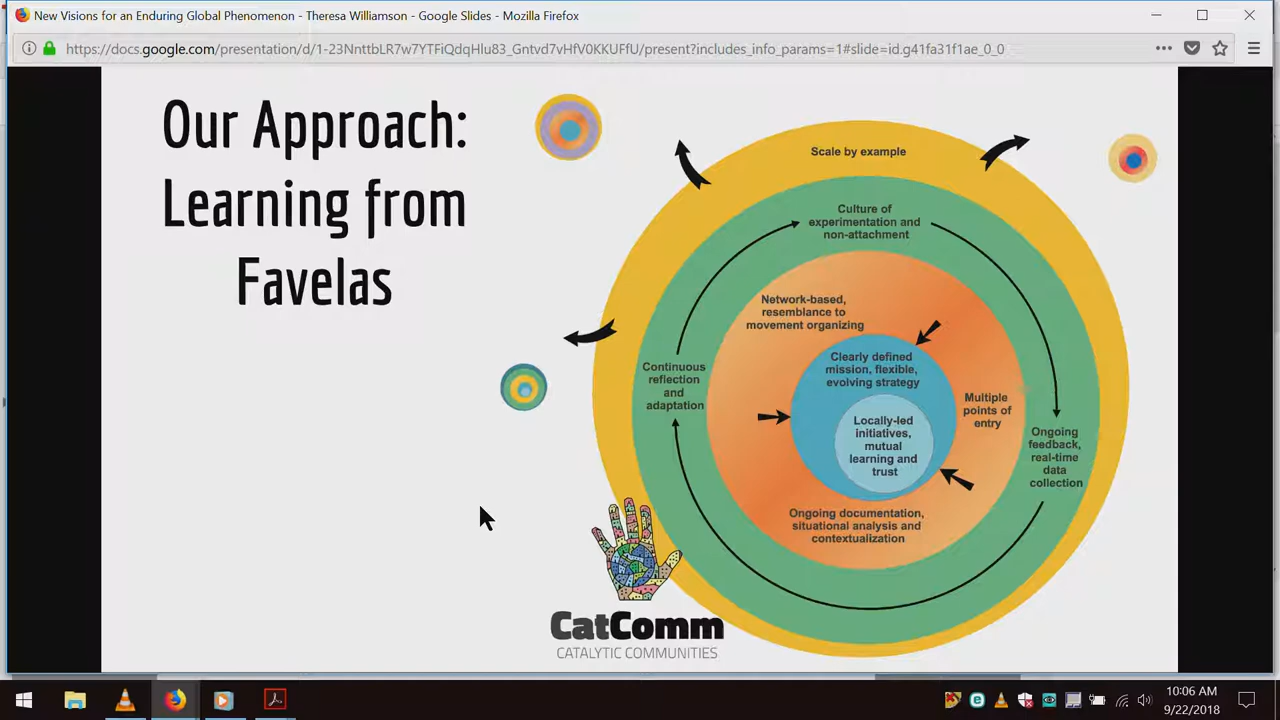 New Visions for an Enduring Global Phenomenon - Theresa Williamson - Google Slides - Mozilla Firefox
https://docs.google.com/presentation/d/1-23NnttbLR7w7YTFiQdqHlu83_Gntvd7vHfV0KKUFfU/present?includes_info_params=1#slide=id.g41fa31f1ae_0_0
Our Approach:
Learning from
Favelas
Scale by example
Culture of
experimentation and
non-attachment
Network-based,
resemblance to
movement organizing
Clearly defined
mission, flexible,
evolving strategy
Continuous
reflection
and
adaptation
Multiple
points of
entry
Locally-led
initiatives,
mutual
learning and
trust
Ongoing
feedback,
real-time
data
collection
Ongoing documentation,
situational analysis and
contextualization
CatComm
CATALYTIC COMMUNITIES
10:06 AM
9/22/2018